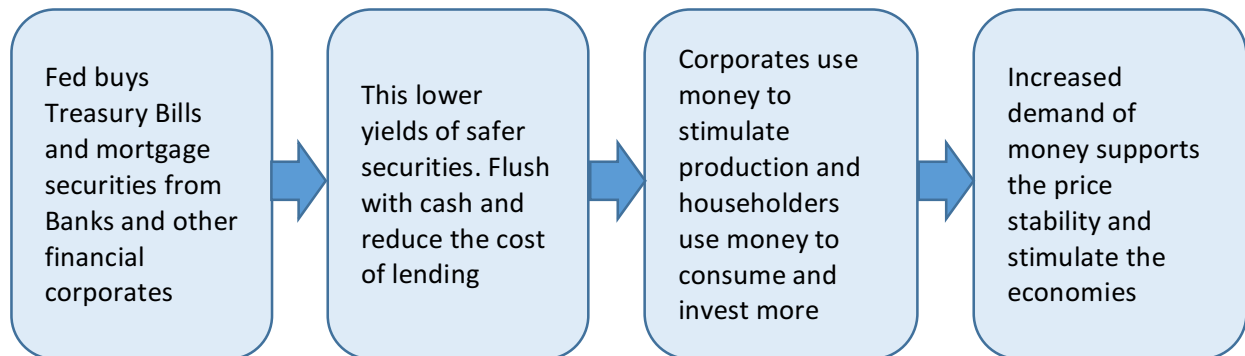 Fed buys
Treasury Bills
and mortgage
securities from
Banks and other
financial
corporates
This lower
yields of safer
securities. Flush
with cash and
reduce the cost
of lending
Corporates use
money to
stimulate
production and
householders
use money to
consume and
invest more
Increased
demand of
money supports
the price
stability and
stimulate the
economies